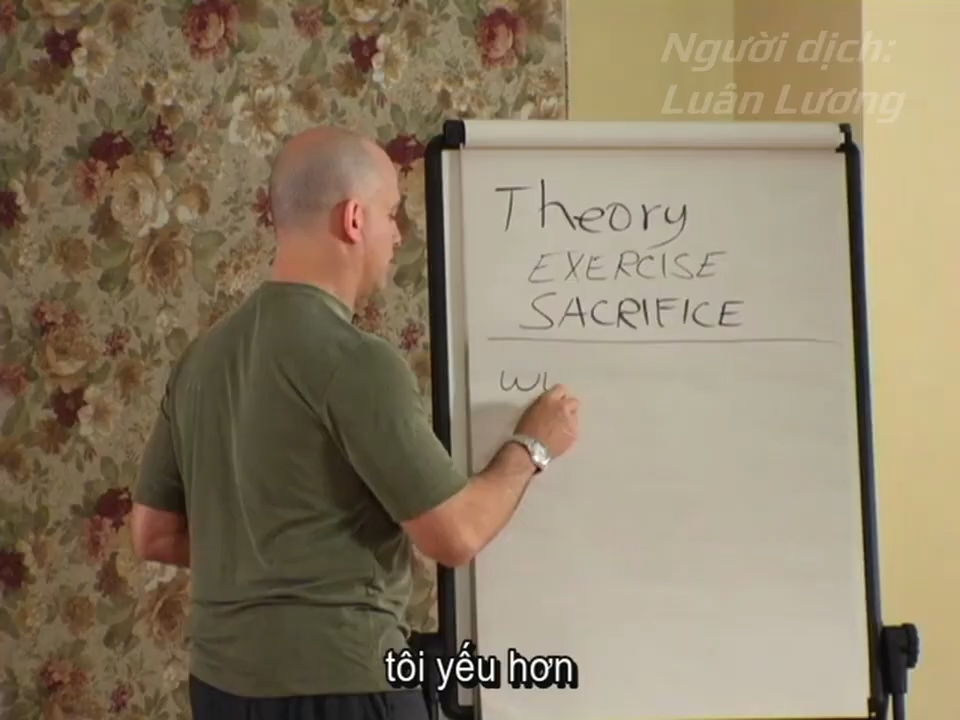 Người dịch:
Luân Lương
Theory
EXERCISE
SACRIFICE
tôi yếu hơn